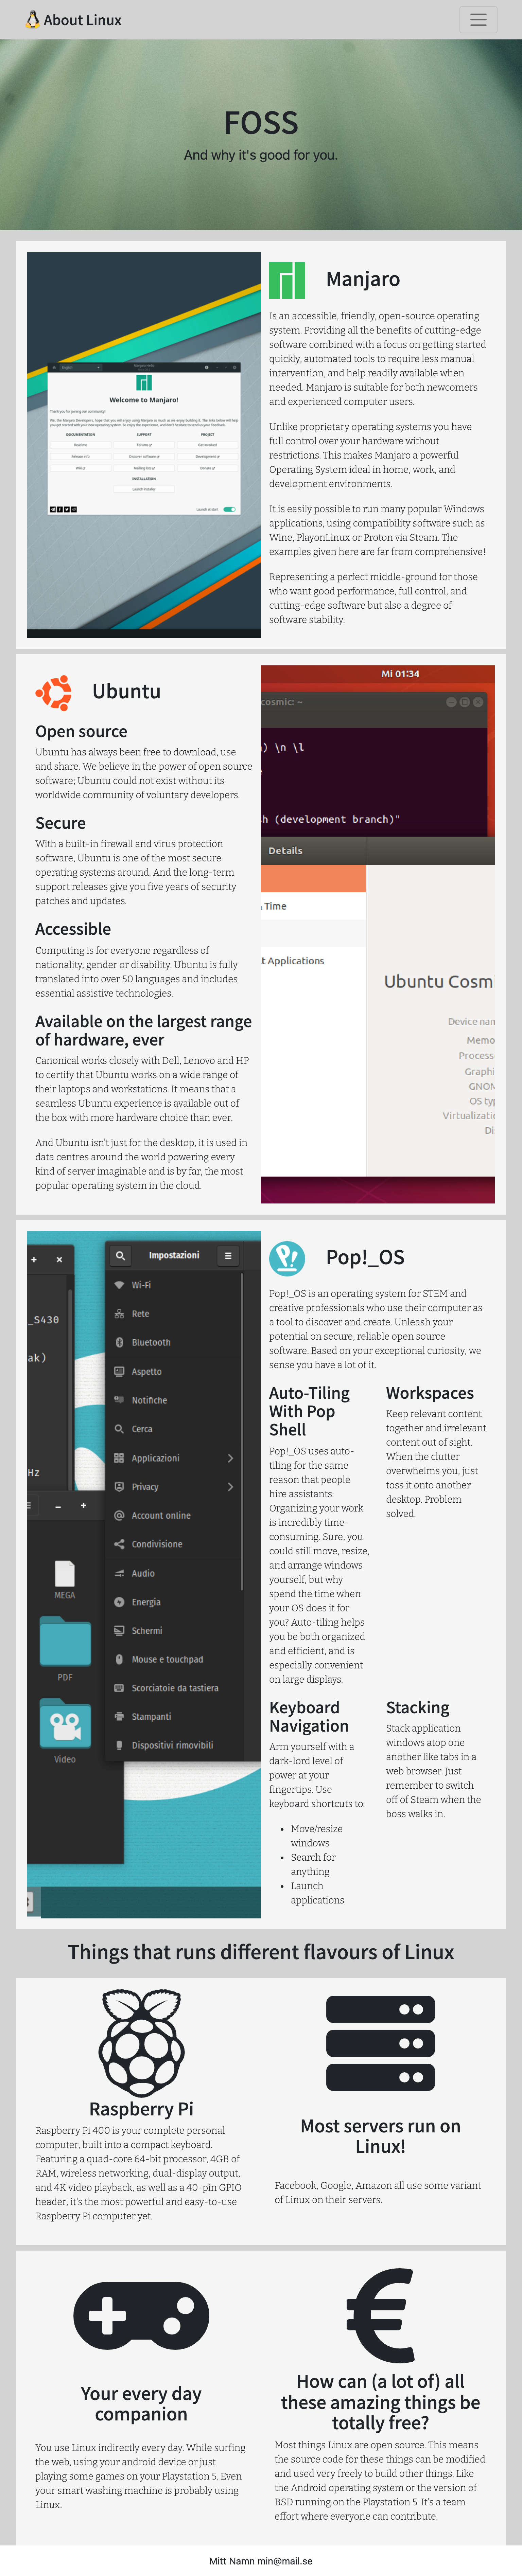 About Linux
FOSS
And why it's good for you.
Welcome to Manjaro!
Thank you for joining our community!
DOCUMENTATION SUPPORT PROJECT
Read me Forums Get involved
Release info Discover software Development
Wiki Mailing lists Donate
INSTALLATION
Launch installer
Launch at start
Manjaro
Is an accessible, friendly, open-source operating
system. Providing all the benefits of cutting-edge
software combined with a focus on getting started
quickly, automated tools to require less manual
intervention, and help readily available when
needed. Manjaro is suitable for both newcomers
and experienced computer users.
Unlike proprietary operating systems you have
full control over your hardware without
restrictions. This makes Manjaro a powerful
Operating System ideal in home, work, and
development environments.
It is easily possible to run many popular Windows
applications, using compatibility software such as
Wine, PlayonLinux or Proton via Steam. The
examples given here are far from comprehensive!
Representing a perfect middle-ground for those
who want good performance, full control, and
cutting-edge software but also a degree of
software stability.
Ubuntu
Open source
Ubuntu has always been free to download, use
and share. We believe in the power of open source
software; Ubuntu could not exist without its
worldwide community of voluntary developers.
Secure
With a built-in firewall and virus protection
software, Ubuntu is one of the most secure
operating systems around. And the long-term
support releases give you five years of security
patches and updates.
Accessible
Computing is for everyone regardless of
nationality, gender or disability. Ubuntu is fully
translated into over 50 languages and includes
essential assistive technologies.
Available on the largest range
of hardware, ever
Canonical works closely with Dell, Lenovo and HP
to certify that Ubuntu works on a wide range of
their laptops and workstations. It means that a
seamless Ubuntu experience is available out of
the box with more hardware choice than ever.
And Ubuntu isn't just for the desktop, it is used in
data centres around the world powering every
kind of server imaginable and is by far, the most
popular operating system in the cloud.
Mi 01:34
cosmic: ~
) \n \l
h (development branch)"
Details
Time
t Applications
Ubuntu Cosm
Device nam
Memo
Process
Graphi
GNOM
OS typ
Virtualizatio
Di
_S430
ak)
Hz
MEGA
PDF
Video
Impostazioni
Wi-Fi
Rete
Bluetooth
Aspetto
Notifiche
Cerca
Applicazioni
Privacy
Account online
Condivisione
Audio
Energia
Schermi
Mouse e touchpad
Scorciatoie da tastiera
Stampanti
Dispositivi rimovibili
Pop!_OS
Pop!_OS is an operating system for STEM and
creative professionals who use their computer as
a tool to discover and create. Unleash your
potential on secure, reliable open source
software. Based on your exceptional curiosity, we
sense you have a lot of it.
Auto-Tiling
With Pop
Shell
Pop!_OS uses auto-
tiling for the same
reason that people
hire assistants:
Organizing your work
is incredibly time-
consuming. Sure, you
could still move, resize,
and arrange windows
yourself, but why
spend the time when
your OS does it for
you? Auto-tiling helps
you be both organized
and efficient, and is
especially convenient
on large displays.
Workspaces
Keep relevant content
together and irrelevant
content out of sight.
When the clutter
overwhelms you, just
toss it onto another
desktop. Problem
solved.
Keyboard
Navigation
Arm yourself with a
dark-lord level of
power at your
fingertips. Use
keyboard shortcuts to:
• Move/resize
windows
• Search for
anything
• Launch
applications
Stacking
Stack application
windows atop one
another like tabs in a
web browser. Just
remember to switch
off of Steam when the
boss walks in.
Things that runs different flavours of Linux
Raspberry Pi
Raspberry Pi 400 is your complete personal
computer, built into a compact keyboard.
Featuring a quad-core 64-bit processor, 4GB of
RAM, wireless networking, dual-display output,
and 4K video playback, as well as a 40-pin GPIO
header, it's the most powerful and easy-to-use
Raspberry Pi computer yet.
Most servers run on
Linux!
Facebook, Google, Amazon all use some variant
of Linux on their servers.
Your every day
companion
You use Linux indirectly every day. While surfing
the web, using your android device or just
playing some games on your Playstation 5. Even
your smart washing machine is probably using
Linux.
How can (a lot of) all
these amazing things be
totally free?
Most things Linux are open source. This means
the source code for these things can be modified
and used very freely to build other things. Like
the Android operating system or the version of
BSD running on the Playstation 5. It's a team
effort where everyone can contribute.
Mitt Namn min@mail.se